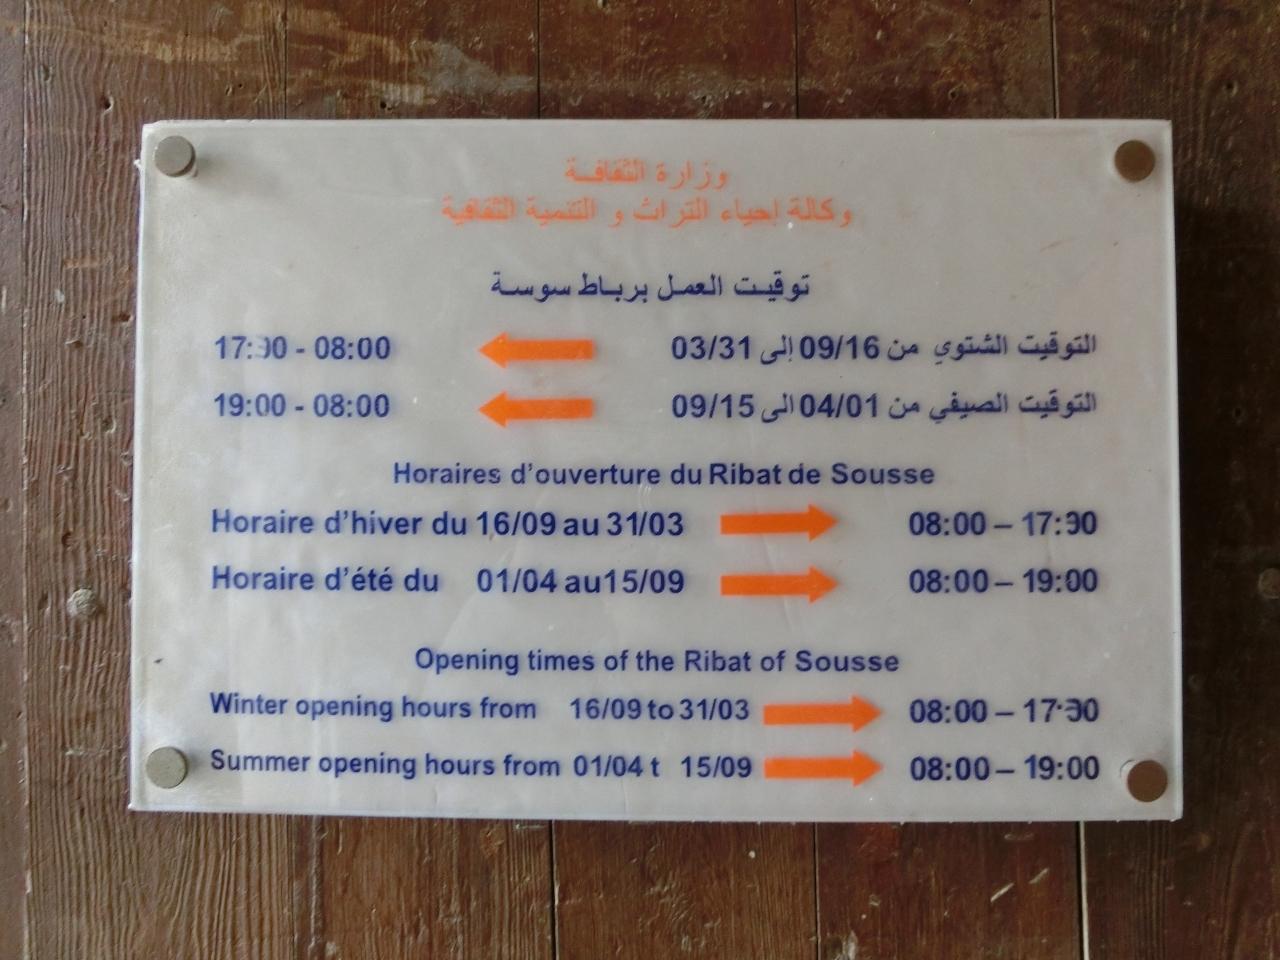 وزارة الثقافة
وكالة إحياء التراث و التنمية الثقافية
توقيت العمل برباط سوسة
التوقيت الشتوي من 09/16 إلى 03/31 08:00 - 17:30
التوقيت الصيفي من 04/01 الى 09/15 08:00 - 19:00
Horaires d'ouverture du Ribat de Sousse
Horaire d'hiver du 16/09 au 31/03 08:00 – 17:30
Horaire d'été du 01/04 au 15/09 08:00 – 19:00
Opening times of the Ribat of Sousse
Winter opening hours from 16/09 to 31/03 08:00 – 17:30
Summer opening hours from 01/04 t 15/09 08:00 – 19:00